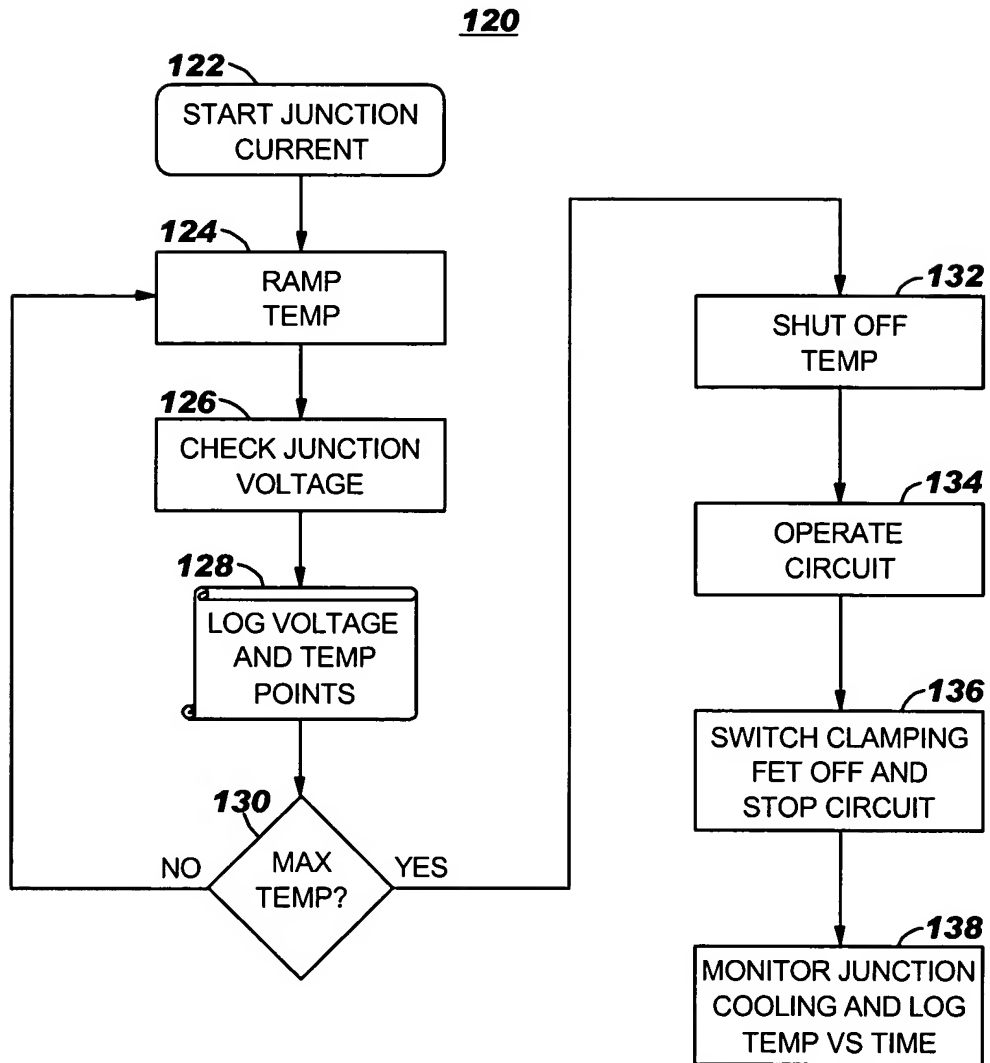 120
122
START JUNCTION
CURRENT
124
RAMP
TEMP
126
CHECK JUNCTION
VOLTAGE
128
LOG VOLTAGE
AND TEMP
POINTS
130
MAX
TEMP?
NO
YES
132
SHUT OFF
TEMP
134
OPERATE
CIRCUIT
136
SWITCH CLAMPING
FET OFF AND
STOP CIRCUIT
138
MONITOR JUNCTION
COOLING AND LOG
TEMP VS TIME